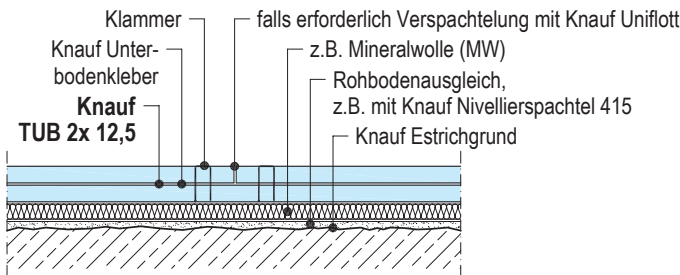 Klammer
falls erforderlich Verspachtelung mit Knauf Uniflott
Knauf Unter-
bodenkleber
z.B. Mineralwolle (MW)
Knauf
TUB 2x 12,5
Rohbodenausgleich,
z.B. mit Knauf Nivellierspachtel 415
Knauf Estrichgrund